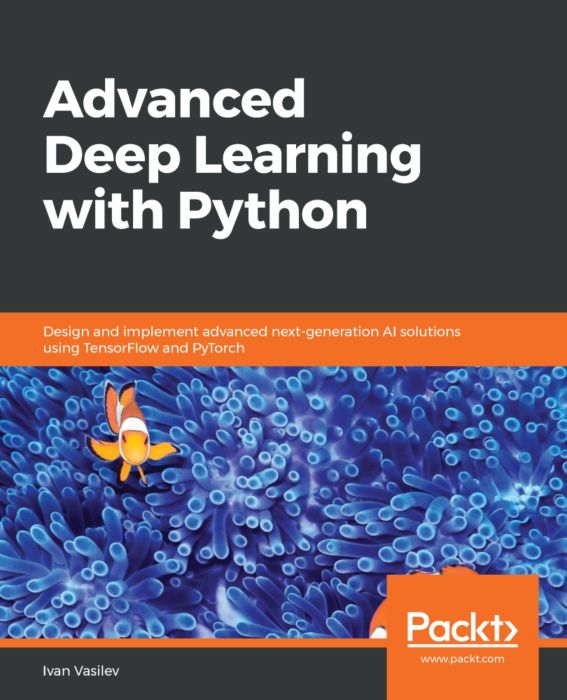 Advanced
Deep Learning
with Python
Design and implement advanced next-generation AI solutions
using TensorFlow and PyTorch
Packt>
www.packt.com
Ivan Vasilev